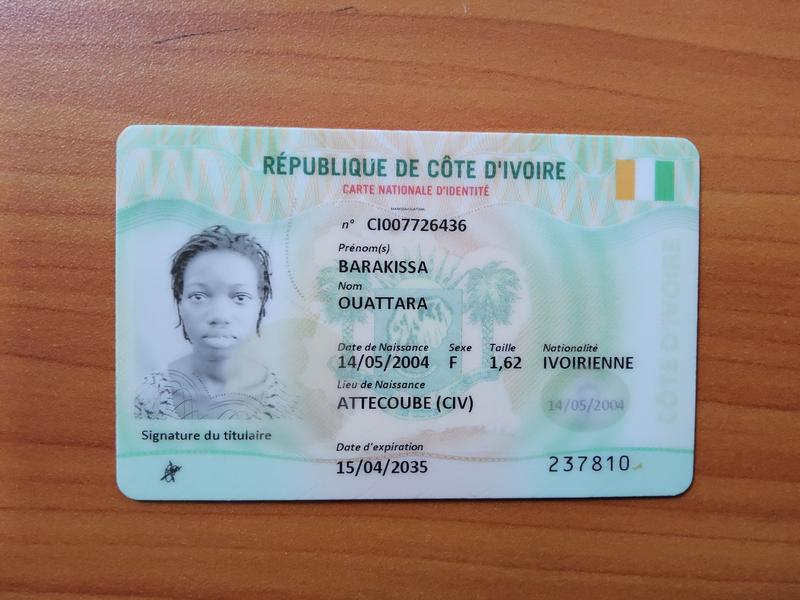 RÉPUBLIQUE DE CÔTE D'IVOIRE
CARTE NATIONALE D'IDENTITÉ
n° CI007726436
Prénom(s)
BARAKISSA
Nom
OUATTARA
Date de Naissance Sexe Taille Nationalité
14/05/2004 F 1,62 IVOIRIENNE
Lieu de Naissance
ATTECOUBE (CIV)
14/05/2004
Signature du titulaire
Date d'expiration
15/04/2035
237810
CÔTE D'IVOIRE